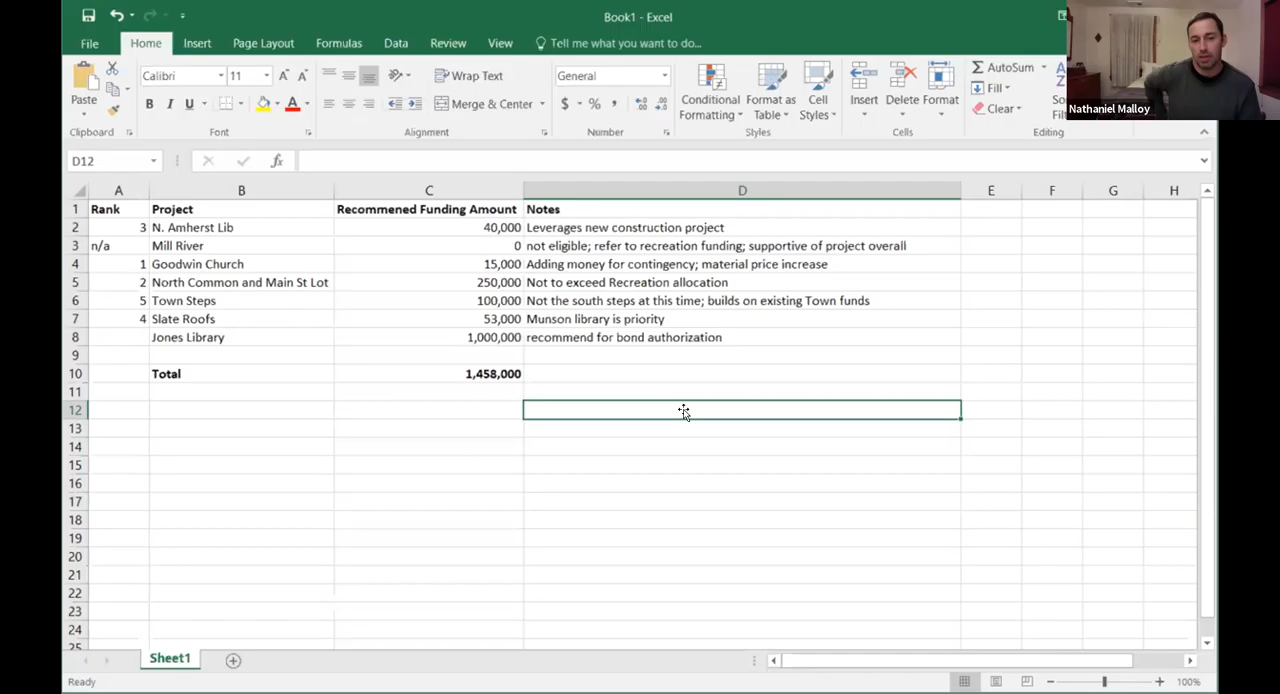 Book1 - Excel
File Home Insert Page Layout Formulas Data Review View Tell me what you want to do...
Nathaniel Malloy
Paste
Clipboard
Calibri 11
B I U
Font
Wrap Text
Merge & Center
Alignment
General
$ % ,
Number
Conditional Formatting
Format as Table
Cell Styles
Styles
Insert Delete Format
Cells
AutoSum
Fill
Clear
Editing
D12 fx
A B C D E F G H
1 Rank Project Recommened Funding Amount Notes
2 3 N. Amherst Lib 40,000 Leverages new construction project
3 n/a Mill River 0 not eligible; refer to recreation funding; supportive of project overall
4 1 Goodwin Church 15,000 Adding money for contingency; material price increase
5 2 North Common and Main St Lot 250,000 Not to exceed Recreation allocation
6 5 Town Steps 100,000 Not the south steps at this time; builds on existing Town funds
7 4 Slate Roofs 53,000 Munson library is priority
8 Jones Library 1,000,000 recommend for bond authorization
9
10 Total 1,458,000
11
12
13
14
15
16
17
18
19
20
21
22
23
24
25
Sheet1
Ready 100%